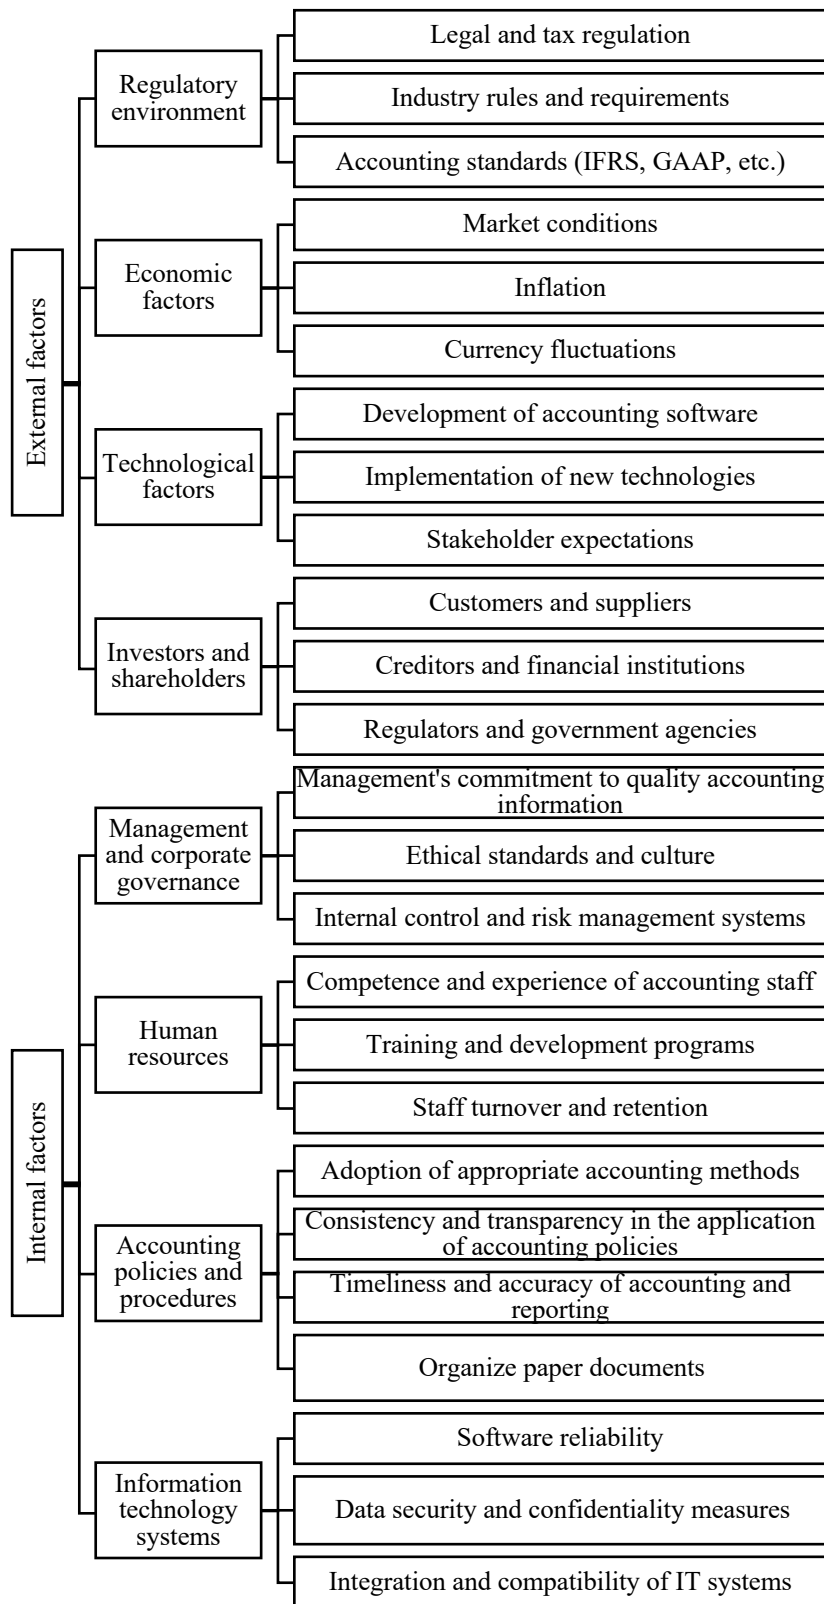 External factors
Regulatory
environment
Legal and tax regulation
Industry rules and requirements
Accounting standards (IFRS, GAAP, etc.)
Economic
factors
Market conditions
Inflation
Currency fluctuations
Technological
factors
Development of accounting software
Implementation of new technologies
Stakeholder expectations
Investors and
shareholders
Customers and suppliers
Creditors and financial institutions
Regulators and government agencies
Internal factors
Management
and corporate
governance
Management's commitment to quality accounting
information
Ethical standards and culture
Internal control and risk management systems
Human
resources
Competence and experience of accounting staff
Training and development programs
Staff turnover and retention
Accounting
policies and
procedures
Adoption of appropriate accounting methods
Consistency and transparency in the application
of accounting policies
Timeliness and accuracy of accounting and
reporting
Organize paper documents
Information
technology
systems
Software reliability
Data security and confidentiality measures
Integration and compatibility of IT systems